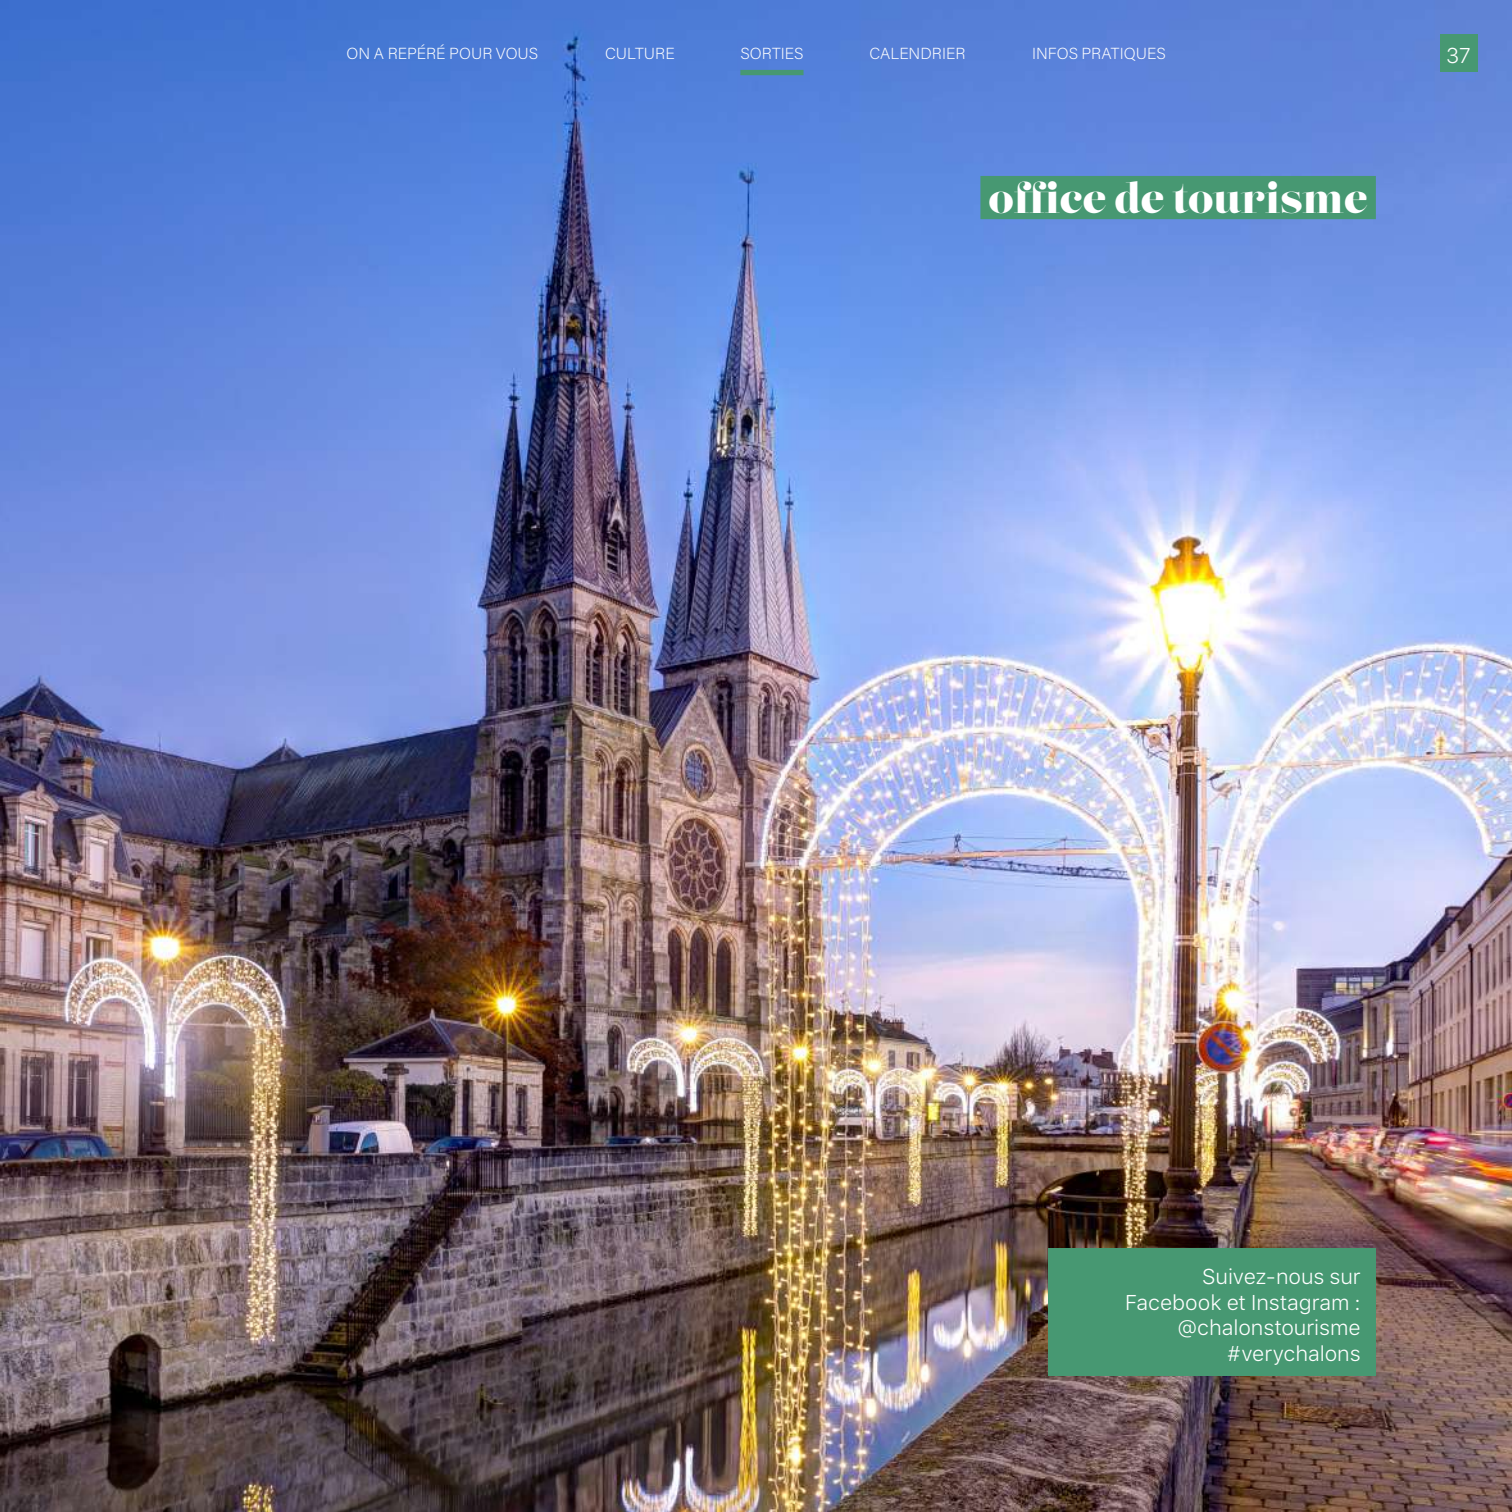 ON A REPÉRÉ POUR VOUS
CULTURE
SORTIES
CALENDRIER
INFOS PRATIQUES
37
office de tourisme
Suivez-nous sur
Facebook et Instagram :
@chalonstourisme
#verychalons